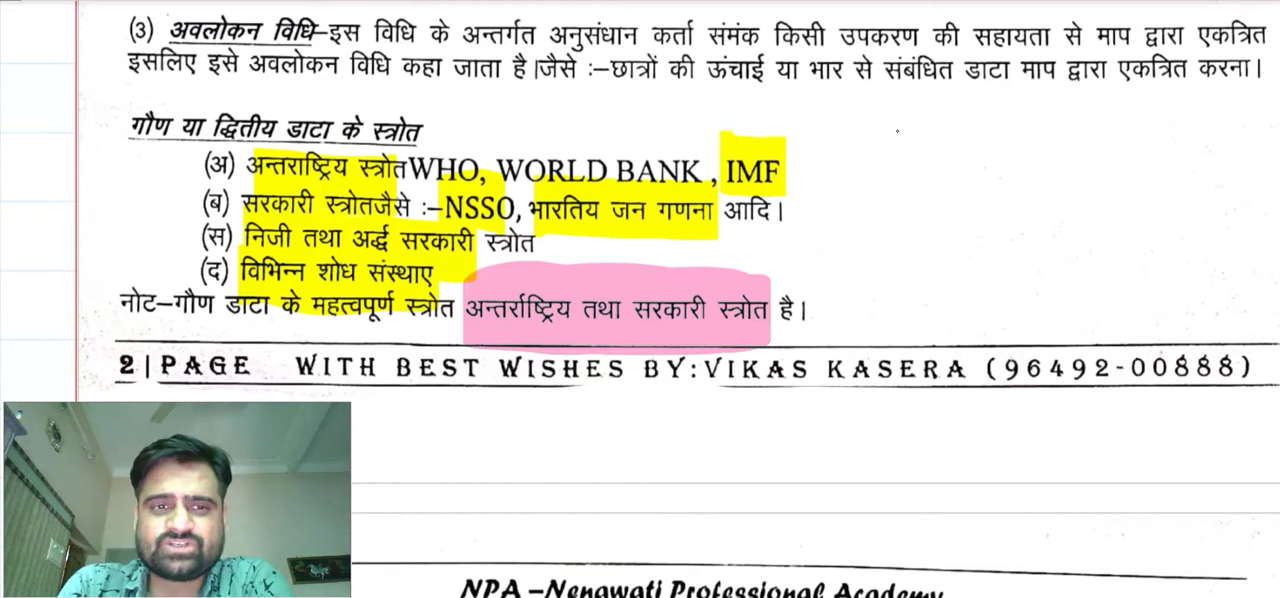 (3) अवलोकन विधि–इस विधि के अन्तर्गत अनुसंधान कर्ता संमंक किसी उपकरण की सहायता से माप द्वारा एकत्रित
इसलिए इसे अवलोकन विधि कहा जाता है।जैसे :–छात्रों की ऊंचाई या भार से संबंधित डाटा माप द्वारा एकत्रित करना।
गौण या द्वितीय डाटा के स्त्रोत
(अ) अन्तराष्ट्रिय स्त्रोतWHO, WORLD BANK , IMF
(ब) सरकारी स्त्रोतजैसे :–NSSO, भारतिय जन गणना आदि।
(स) निजी तथा अर्द्ध सरकारी स्त्रोत
(द) विभिन्न शोध संस्थाए
नोट–गौण डाटा के महत्वपूर्ण स्त्रोत अन्तर्राष्ट्रिय तथा सरकारी स्त्रोत है।
2|PAGE WITH BEST WISHES BY:VIKAS KASERA (96492-00888)
NPA –Nenawati Professional Academy